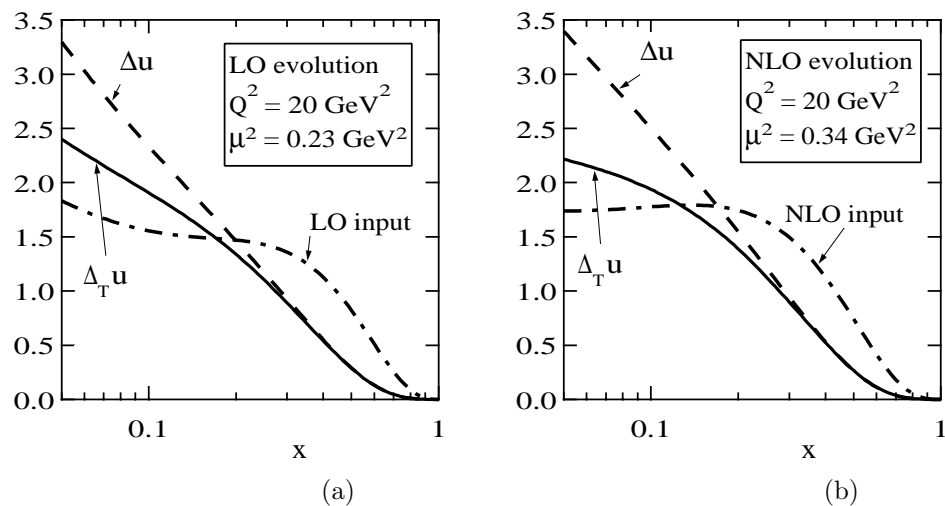 3.5
3.0
2.5
2.0
1.5
1.0
0.5
0.0
Δu
LO evolution
Q² = 20 GeV²
μ² = 0.23 GeV²
LO input
Δ_T u
0.1
1
x
(a)
3.5
3.0
2.5
2.0
1.5
1.0
0.5
0.0
Δu
NLO evolution
Q² = 20 GeV²
μ² = 0.34 GeV²
NLO input
Δ_T u
0.1
1
x
(b)